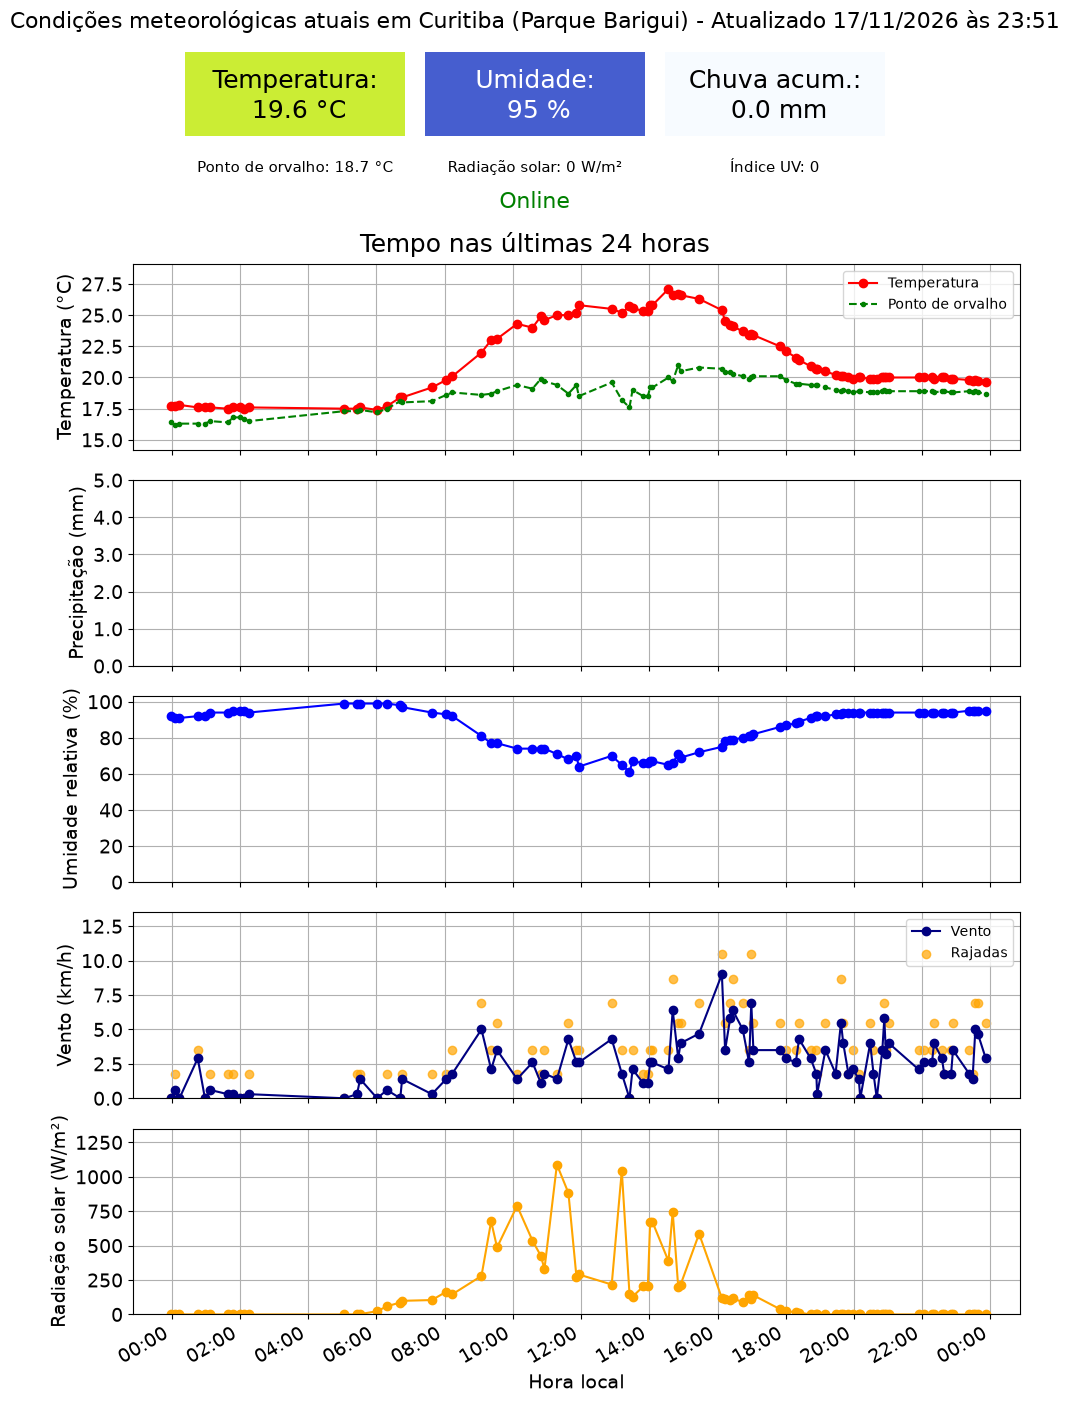 Condições meteorológicas atuais em Curitiba (Parque Barigui) - Atualizado 17/11/2026 às 23:51
Temperatura:
19.6 °C
Umidade:
95 %
Chuva acum.:
0.0 mm
Ponto de orvalho: 18.7 °C
Radiação solar: 0 W/m²
Índice UV: 0
Online
Tempo nas últimas 24 horas
Temperatura (°C)
27.5
25.0
22.5
20.0
17.5
15.0
Temperatura
Ponto de orvalho
Precipitação (mm)
5.0
4.0
3.0
2.0
1.0
0.0
Umidade relativa (%)
100
80
60
40
20
0
Vento (km/h)
12.5
10.0
7.5
5.0
2.5
0.0
Vento
Rajadas
Radiação solar (W/m²)
1250
1000
750
500
250
0
00:00
02:00
04:00
06:00
08:00
10:00
12:00
14:00
16:00
18:00
20:00
22:00
00:00
Hora local